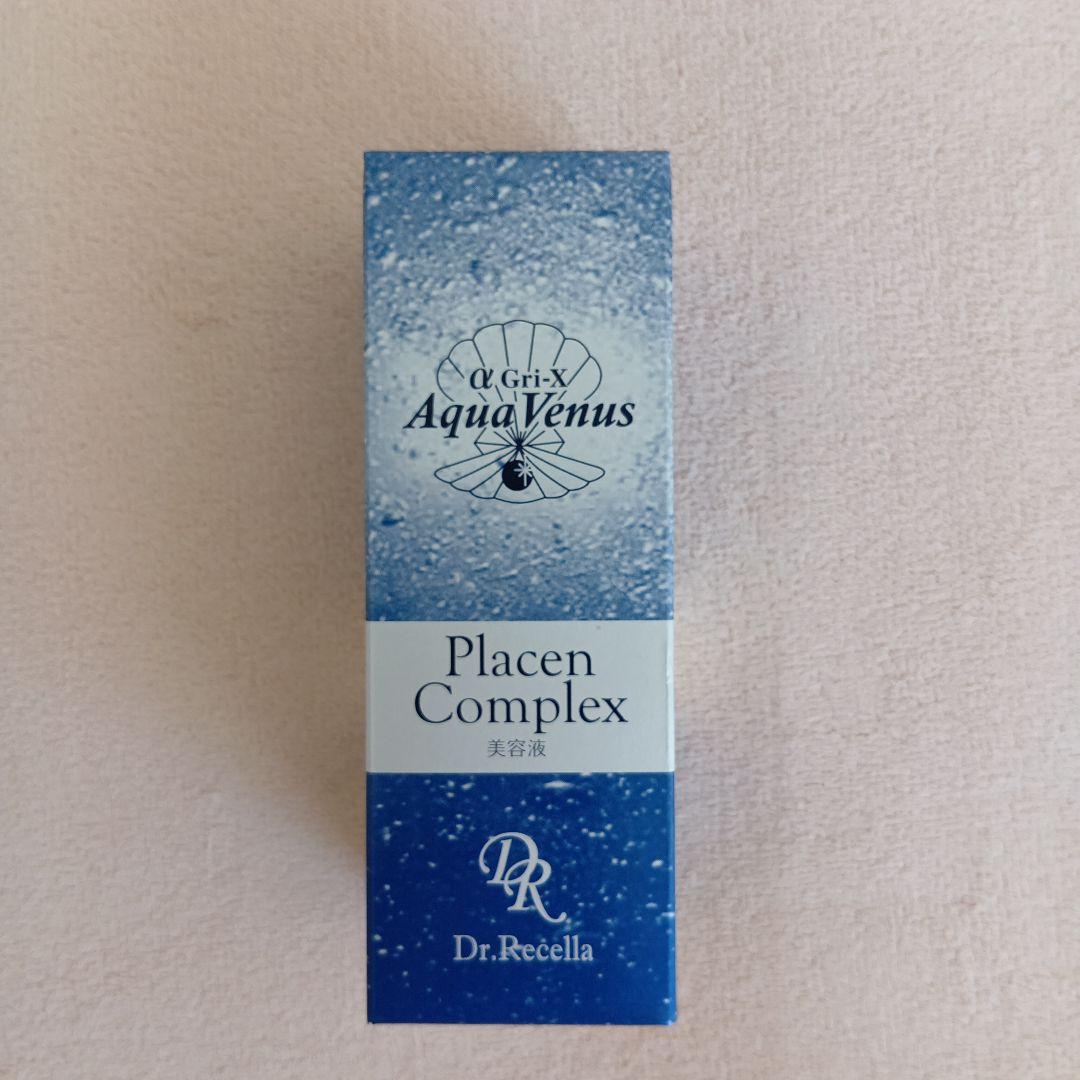 α Gri-X
Aqua Venus
Placen
Complex
美容液
DR
Dr.Recella